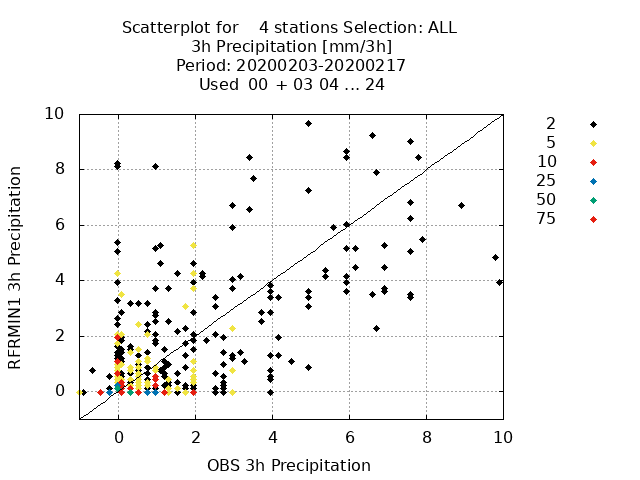 Scatterplot for    4 stations Selection: ALL
3h Precipitation [mm/3h]
Period: 20200203-20200217
Used  00 + 03 04 ... 24
10
8
6
4
2
0
0 2 4 6 8 10
RFRMIN1 3h Precipitation
OBS 3h Precipitation
2
5
10
25
50
75